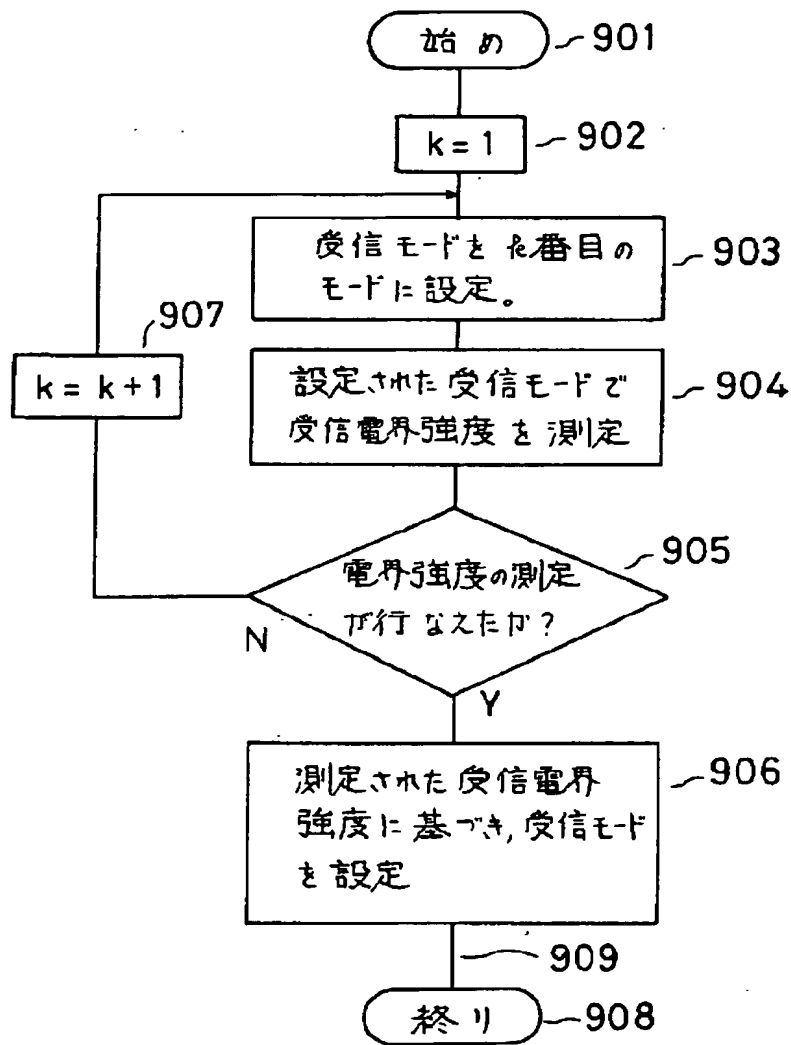 始め
901
k = 1
902
受信モードをk番目の
モードに設定。
903
907
k = k + 1
設定された受信モードで
受信電界強度を測定
904
電界強度の測定
が行なえたか?
905
N
Y
測定された受信電界
強度に基づき,受信モード
を設定
906
909
終り
908